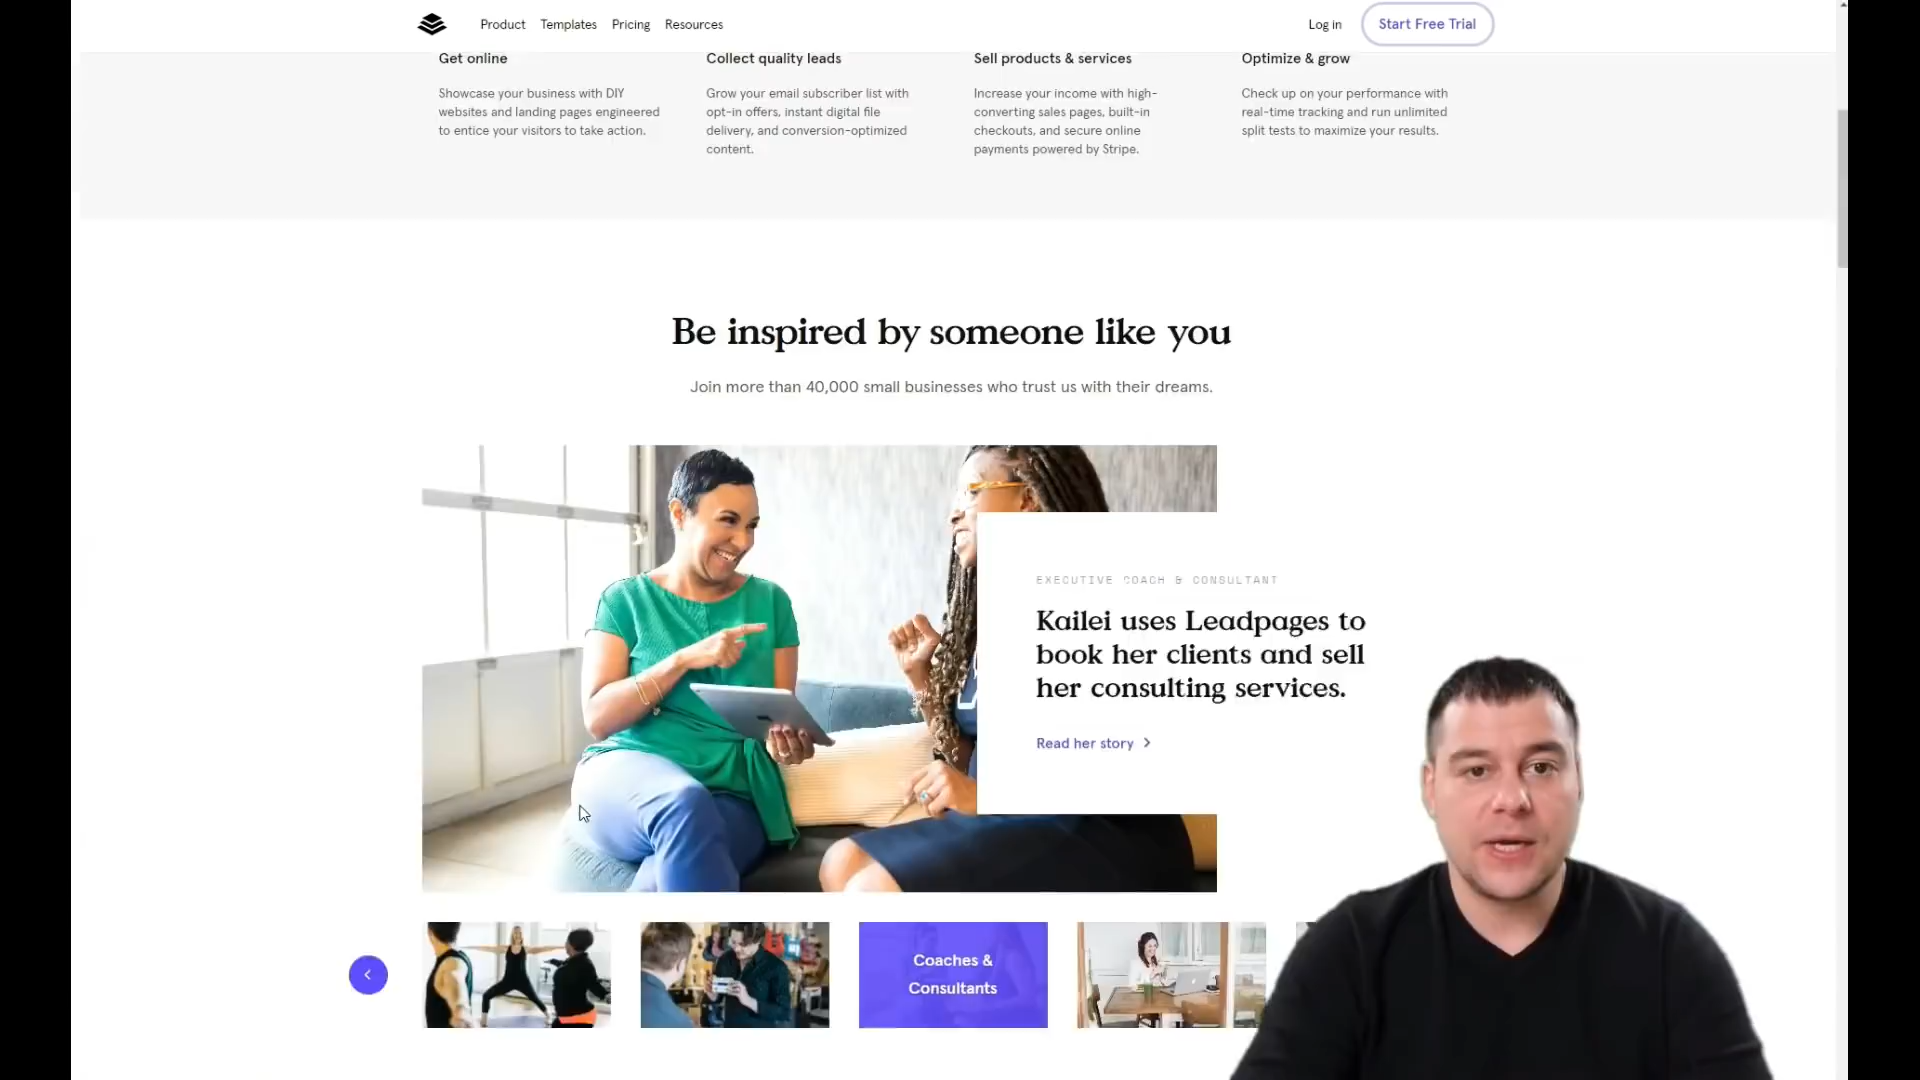 Product Templates Pricing Resources
Log in
Start Free Trial
Get online
Showcase your business with DIY
websites and landing pages engineered
to entice your visitors to take action.
Collect quality leads
Grow your email subscriber list with
opt-in offers, instant digital file
delivery, and conversion-optimized
content.
Sell products & services
Increase your income with high-
converting sales pages, built-in
checkouts, and secure online
payments powered by Stripe.
Optimize & grow
Check up on your performance with
real-time tracking and run unlimited
split tests to maximize your results.
Be inspired by someone like you
Join more than 40,000 small businesses who trust us with their dreams.
EXECUTIVE COACH & CONSULTANT
Kailei uses Leadpages to
book her clients and sell
her consulting services.
Read her story
Coaches &
Consultants